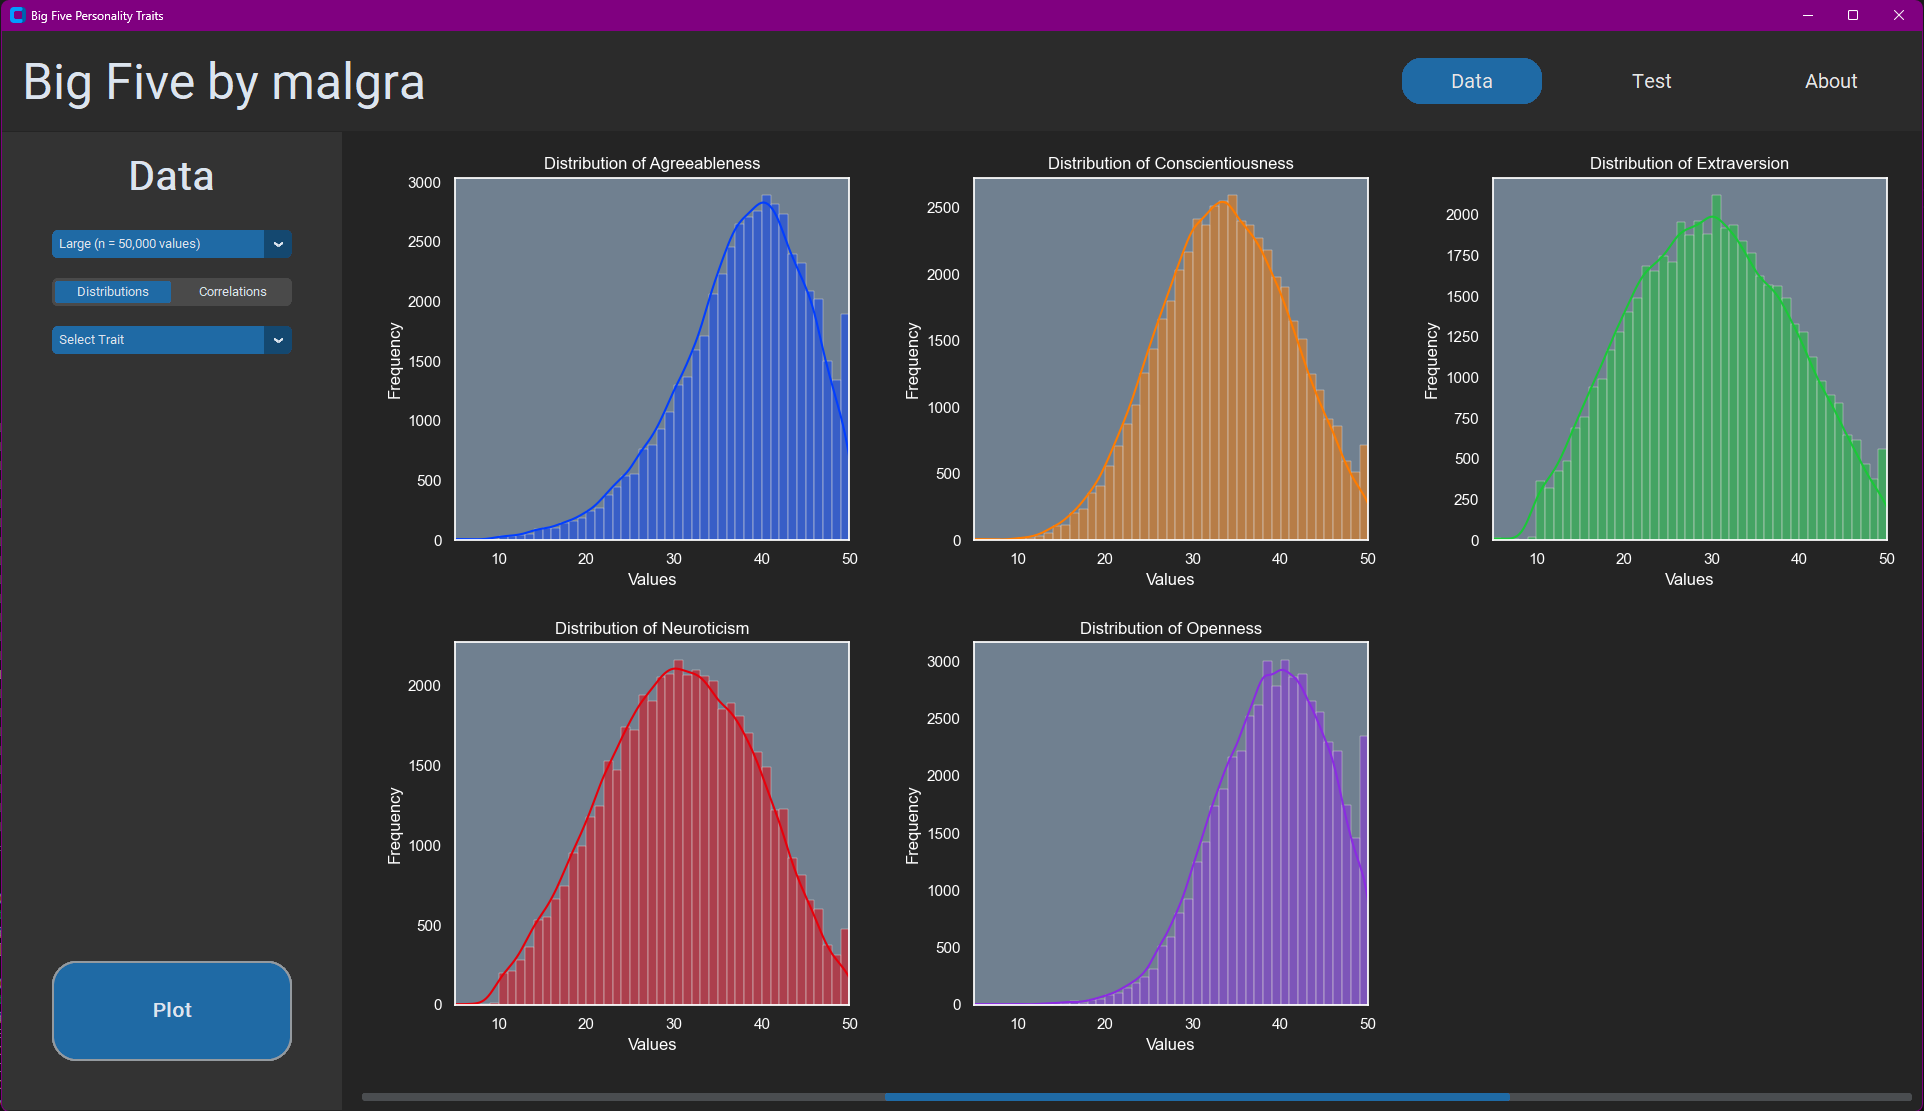 Big Five Personality Traits
Big Five by malgra
Data
Test
About
Data
Large (n = 50,000 values)
Distributions
Correlations
Select Trait
Plot
Distribution of Agreeableness
3000
2500
2000
1500
1000
500
0
Frequency
10 20 30 40 50
Values
Distribution of Conscientiousness
2500
2000
1500
1000
500
0
Frequency
10 20 30 40 50
Values
Distribution of Extraversion
2000
1750
1500
1250
1000
750
500
250
0
Frequency
10 20 30 40 50
Values
Distribution of Neuroticism
2000
1500
1000
500
0
Frequency
10 20 30 40 50
Values
Distribution of Openness
3000
2500
2000
1500
1000
500
0
Frequency
10 20 30 40 50
Values